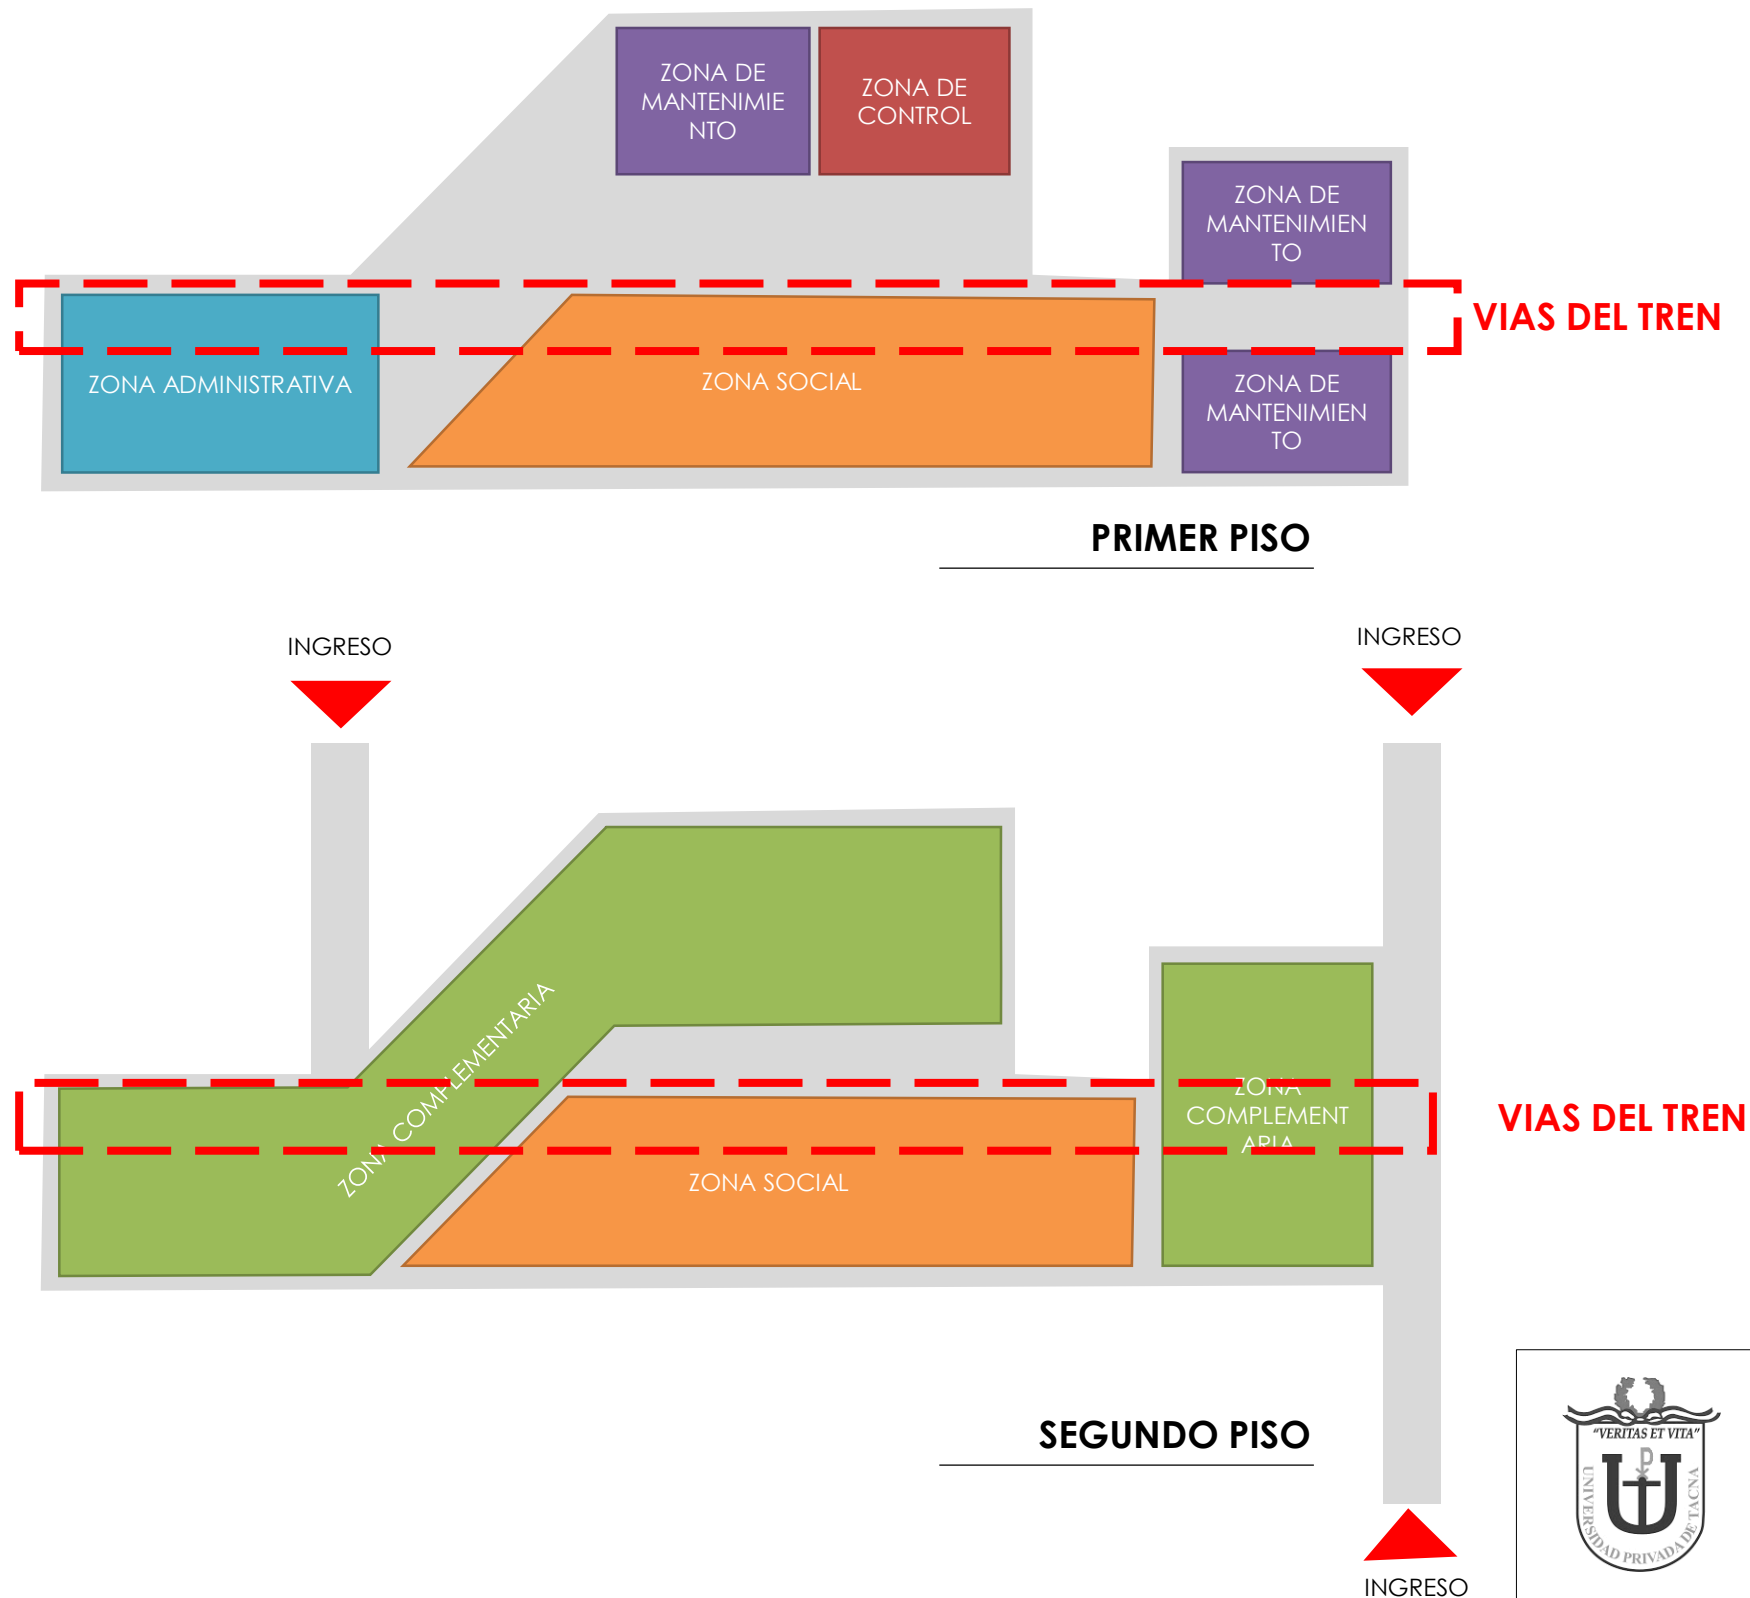 ZONA DE
MANTENIMIE
NTO
ZONA DE
CONTROL
ZONA DE
MANTENIMIEN
TO
VIAS DEL TREN
ZONA ADMINISTRATIVA
ZONA SOCIAL
ZONA DE
MANTENIMIEN
TO
PRIMER PISO
INGRESO
INGRESO
ZONA COMPLEMENTARIA
ZONA
COMPLEMENT
ARIA
VIAS DEL TREN
ZONA SOCIAL
SEGUNDO PISO
"VERITAS ET VITA"
UNIVERSIDAD PRIVADA DE TACNA
INGRESO